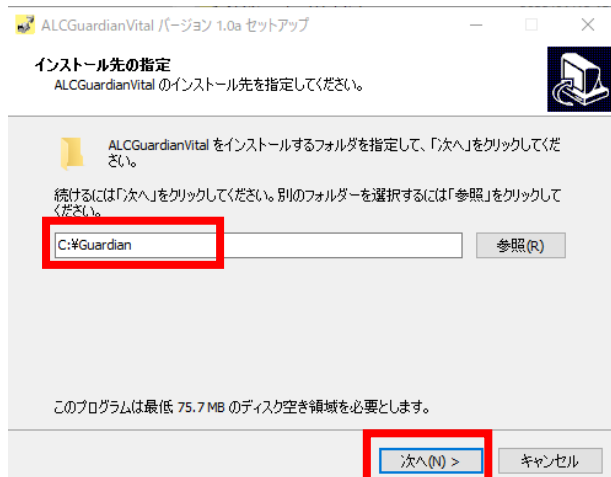 ALCGuardianVital バージョン 1.0a セットアップ
インストール先の指定
ALCGuardianVital のインストール先を指定してください。
ALCGuardianVital をインストールするフォルダを指定して、「次へ」をクリックしてくだ
さい。
続けるには「次へ」をクリックしてください。別のフォルダーを選択するには「参照」をクリックして
ください。
C:¥Guardian
参照(R)
このプログラムは最低 75.7 MB のディスク空き領域を必要とします。
次へ(N) >
キャンセル